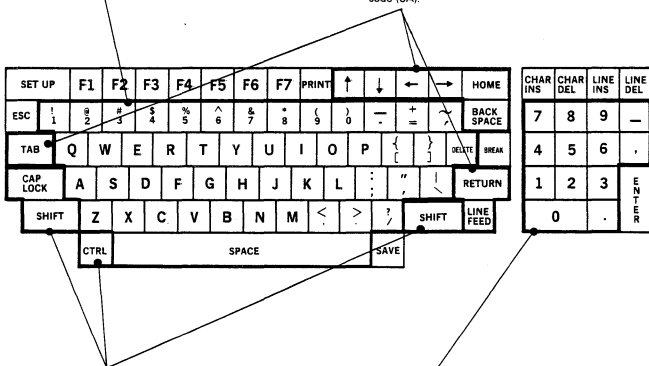 code (0A).
SET UP F1 F2 F3 F4 F5 F6 F7 PRINT ↑ ↓ ← → HOME CHAR INS CHAR DEL LINE INS LINE DEL
ESC ! 1 @ 2 # 3 $ 4 % 5 ^ 6 & 7 * 8 ( 9 ) 0 — - + = ~ BACK SPACE 7 8 9 —
TAB Q W E R T Y U I O P { [ } ] DELETE BREAK 4 5 6 ,
CAP LOCK A S D F G H J K L : ; " ' | \ RETURN 1 2 3 ENTER
SHIFT Z X C V B N M < , > . ? / SHIFT LINE FEED 0 .
CTRL SPACE SAVE